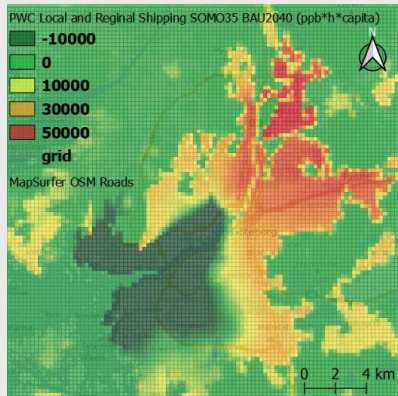 PWC Local and Reginal Shipping SOMO35 BAU2040 (ppb*h*capita)
N
-10000
0
10000
30000
50000
grid
MapSurfer OSM Roads
Göteborg
0 2 4 km